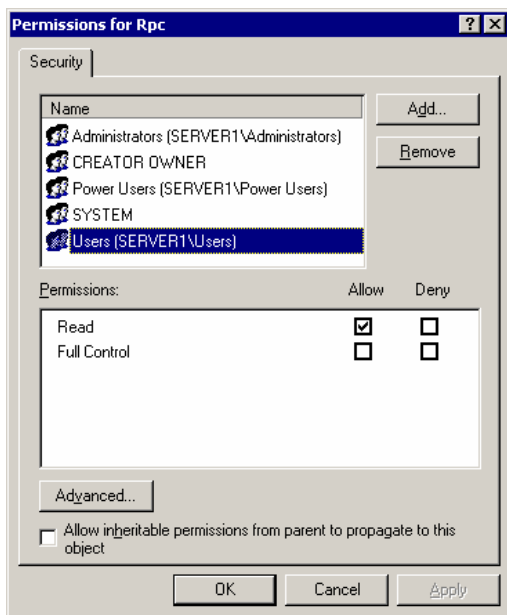 Permissions for Rpc
Security
Name
Administrators (SERVER1\Administrators)
CREATOR OWNER
Power Users (SERVER1\Power Users)
SYSTEM
Users (SERVER1\Users)
Add...
Remove
Permissions: Allow Deny
Read
Full Control
Advanced...
Allow inheritable permissions from parent to propagate to this
object
OK Cancel Apply